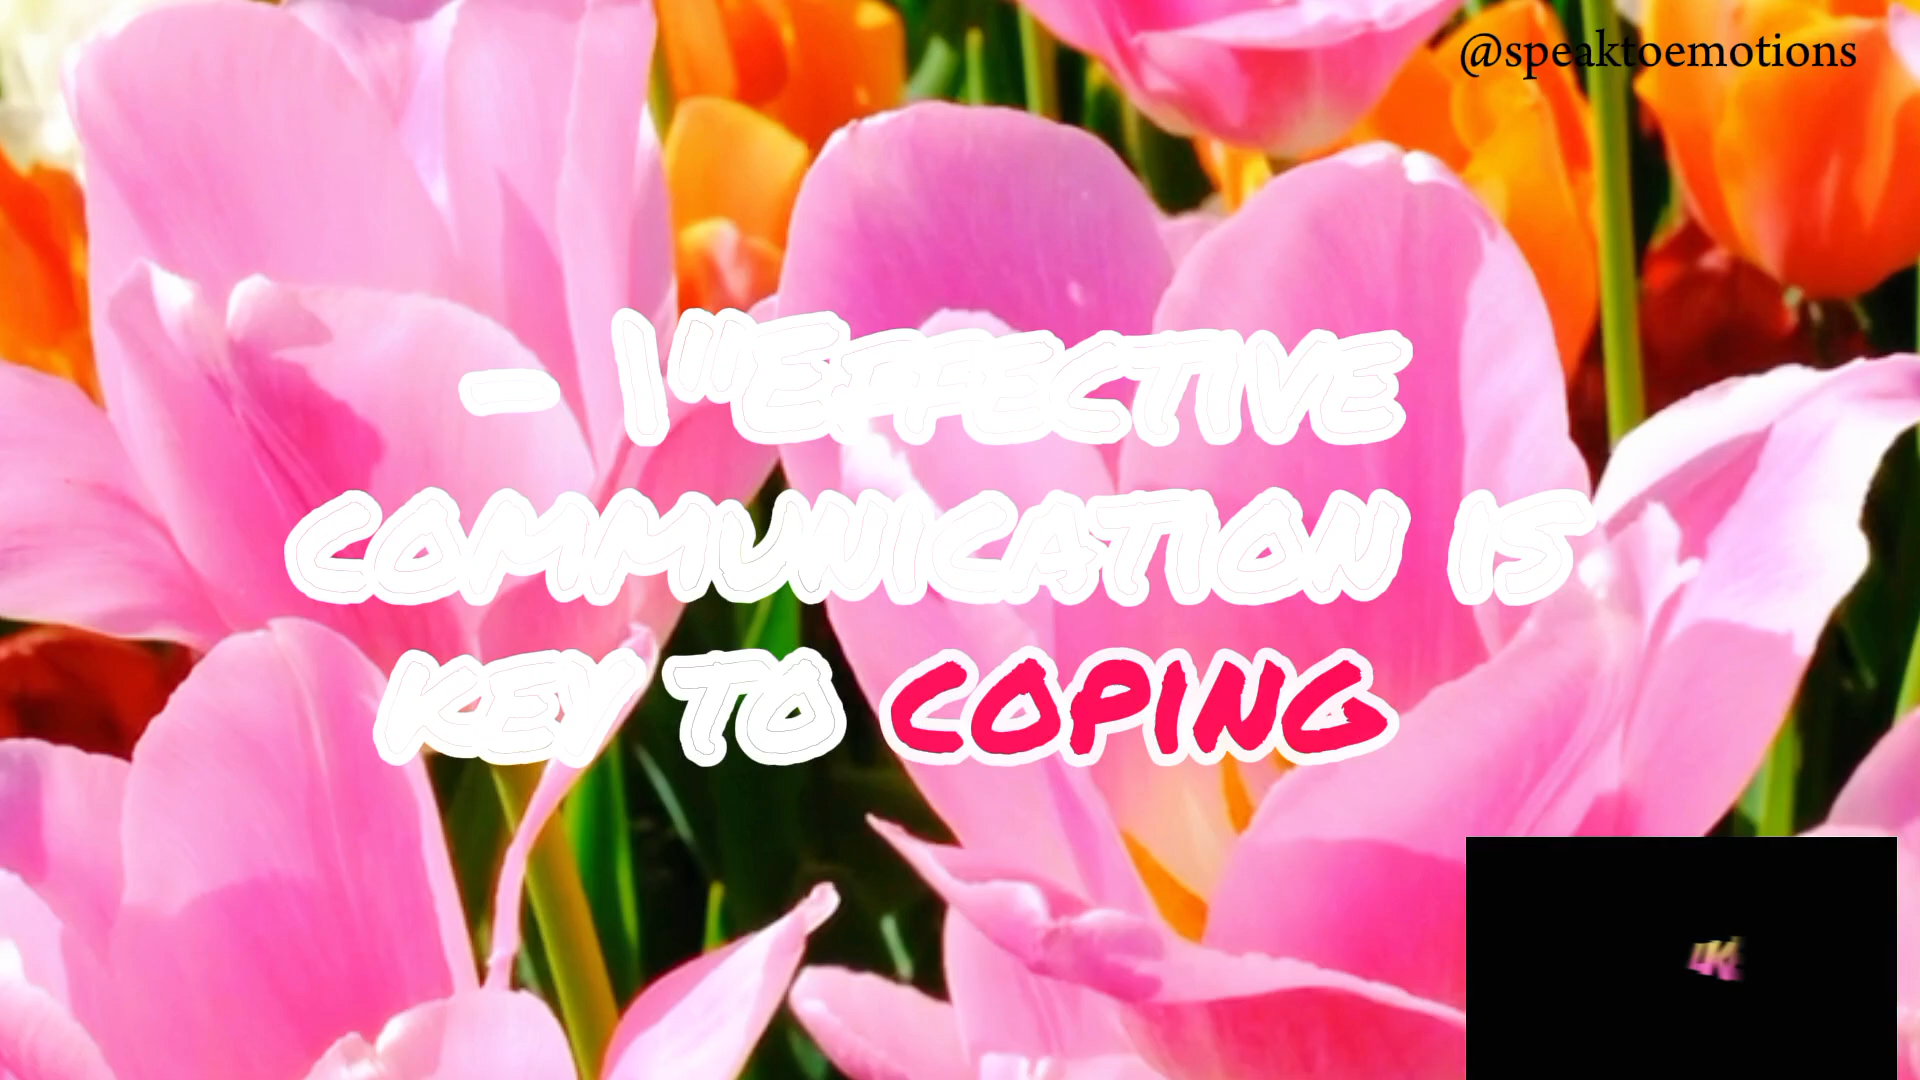 @speaktoemotions
- 1"Effective
communication is
key to coping